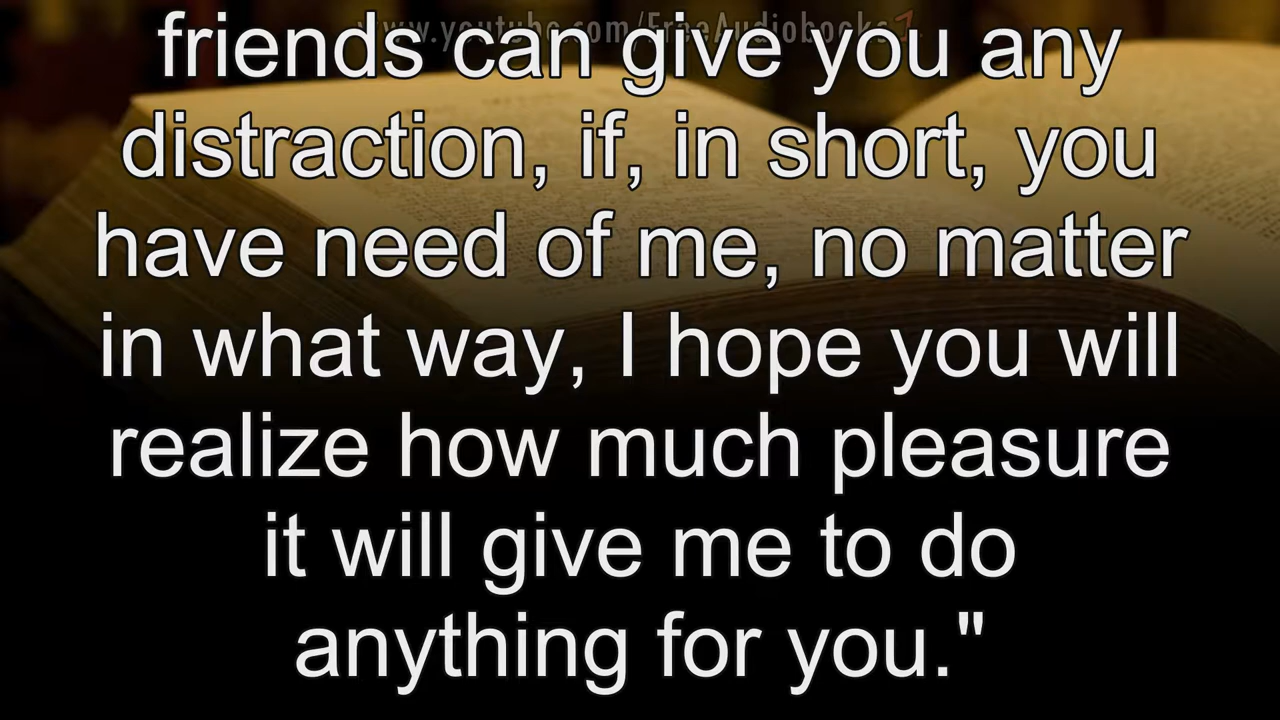 www.youtube.com/FreeAudiobooks
friends can give you any
distraction, if, in short, you
have need of me, no matter
in what way, I hope you will
realize how much pleasure
it will give me to do
anything for you."